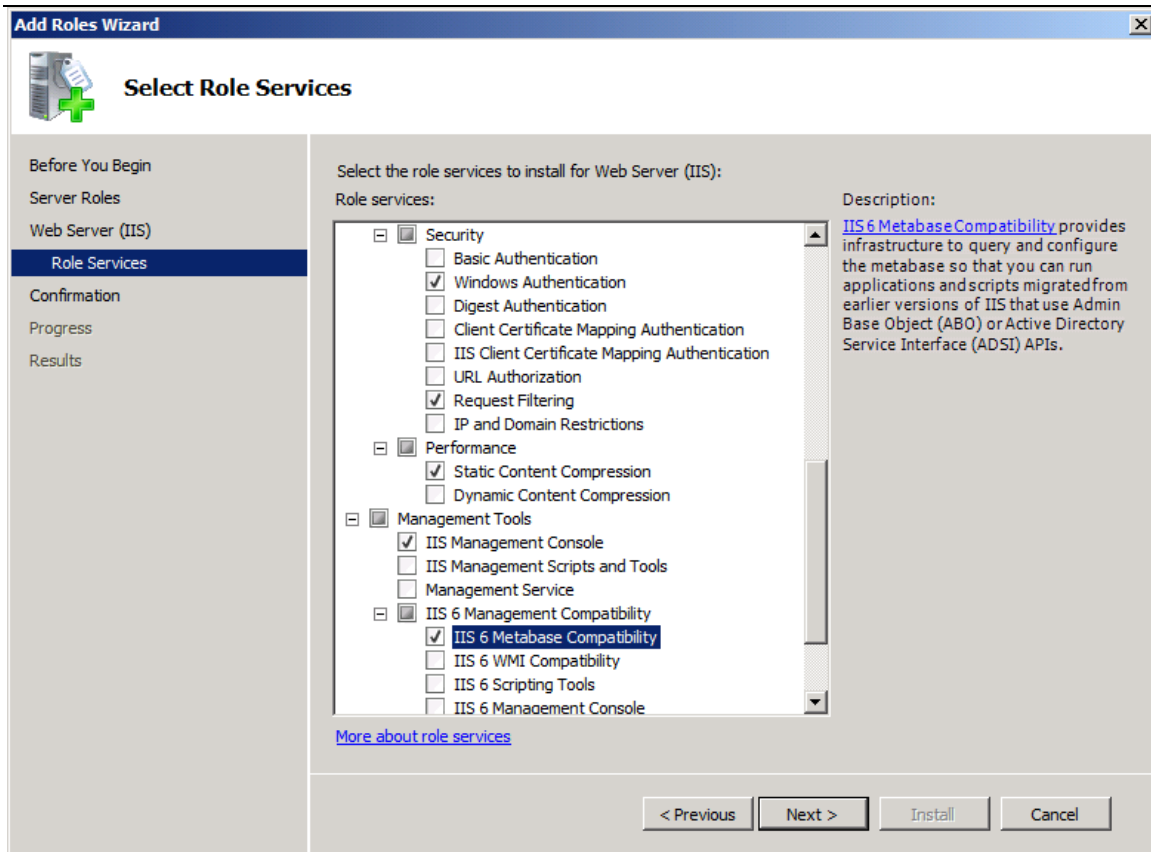 Add Roles Wizard
Select Role Services
Before You Begin
Server Roles
Web Server (IIS)
Role Services
Confirmation
Progress
Results
Select the role services to install for Web Server (IIS):
Role services:
Security
Basic Authentication
Windows Authentication
Digest Authentication
Client Certificate Mapping Authentication
IIS Client Certificate Mapping Authentication
URL Authorization
Request Filtering
IP and Domain Restrictions
Performance
Static Content Compression
Dynamic Content Compression
Management Tools
IIS Management Console
IIS Management Scripts and Tools
Management Service
IIS 6 Management Compatibility
IIS 6 Metabase Compatibility
IIS 6 WMI Compatibility
IIS 6 Scripting Tools
IIS 6 Management Console
More about role services
Description:
IIS 6 Metabase Compatibility provides
infrastructure to query and configure
the metabase so that you can run
applications and scripts migrated from
earlier versions of IIS that use Admin
Base Object (ABO) or Active Directory
Service Interface (ADSI) APIs.
< Previous
Next >
Install
Cancel